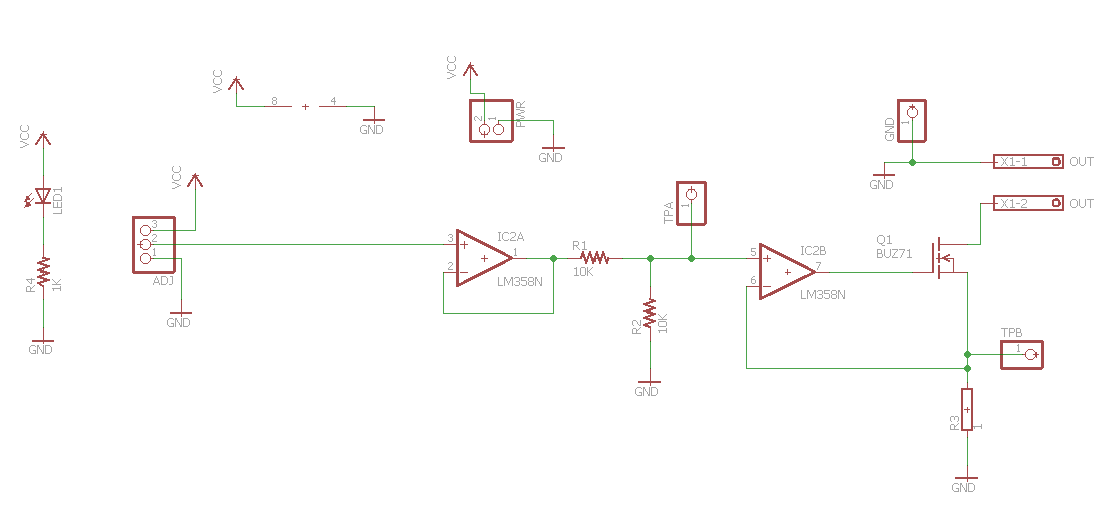 VCC
8
4
GND
VCC
2
1
PWR
GND
GND
1
GND
X1-1
OUT
X1-2
OUT
VCC
LED1
R4
1K
GND
VCC
3
2
1
ADJ
GND
3
2
1
IC2A
LM358N
R1
10K
TPA
1
R2
10K
GND
5
6
7
IC2B
LM358N
Q1
BUZ71
TPB
1
R3
1
GND